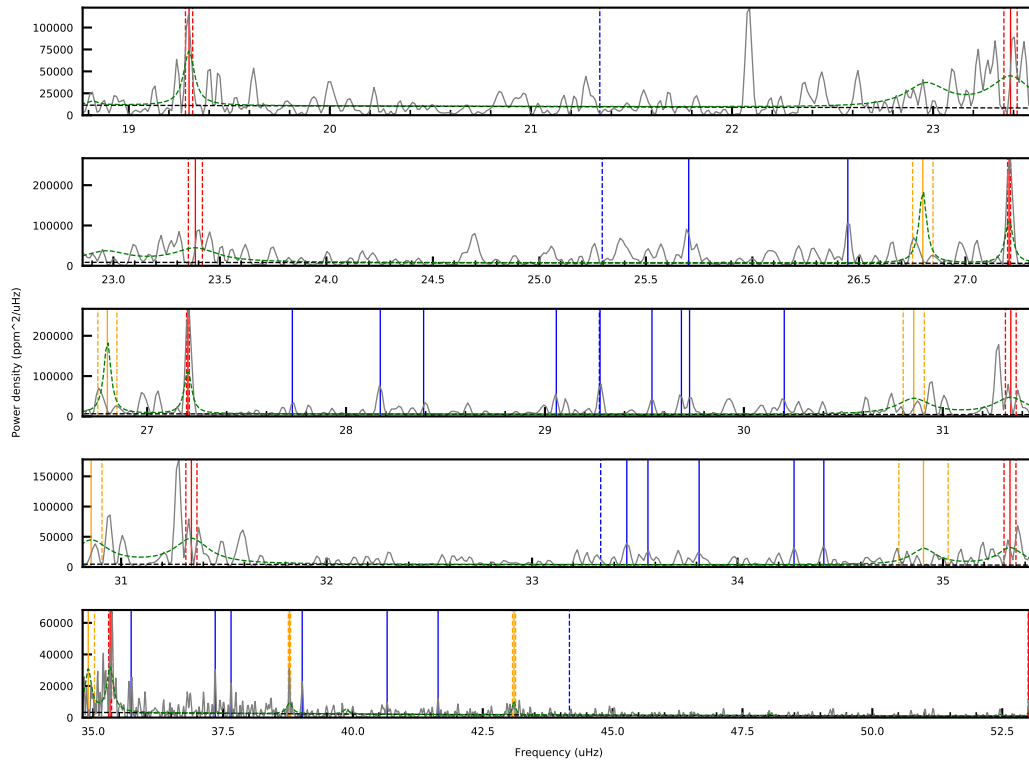 100000
75000
50000
25000
0
19 20 21 22 23
200000
100000
0
23.0 23.5 24.0 24.5 25.0 25.5 26.0 26.5 27.0
Power density (ppm^2/uHz)
200000
100000
0
27 28 29 30 31
150000
100000
50000
0
31 32 33 34 35
60000
40000
20000
0
35.0 37.5 40.0 42.5 45.0 47.5 50.0 52.5
Frequency (uHz)